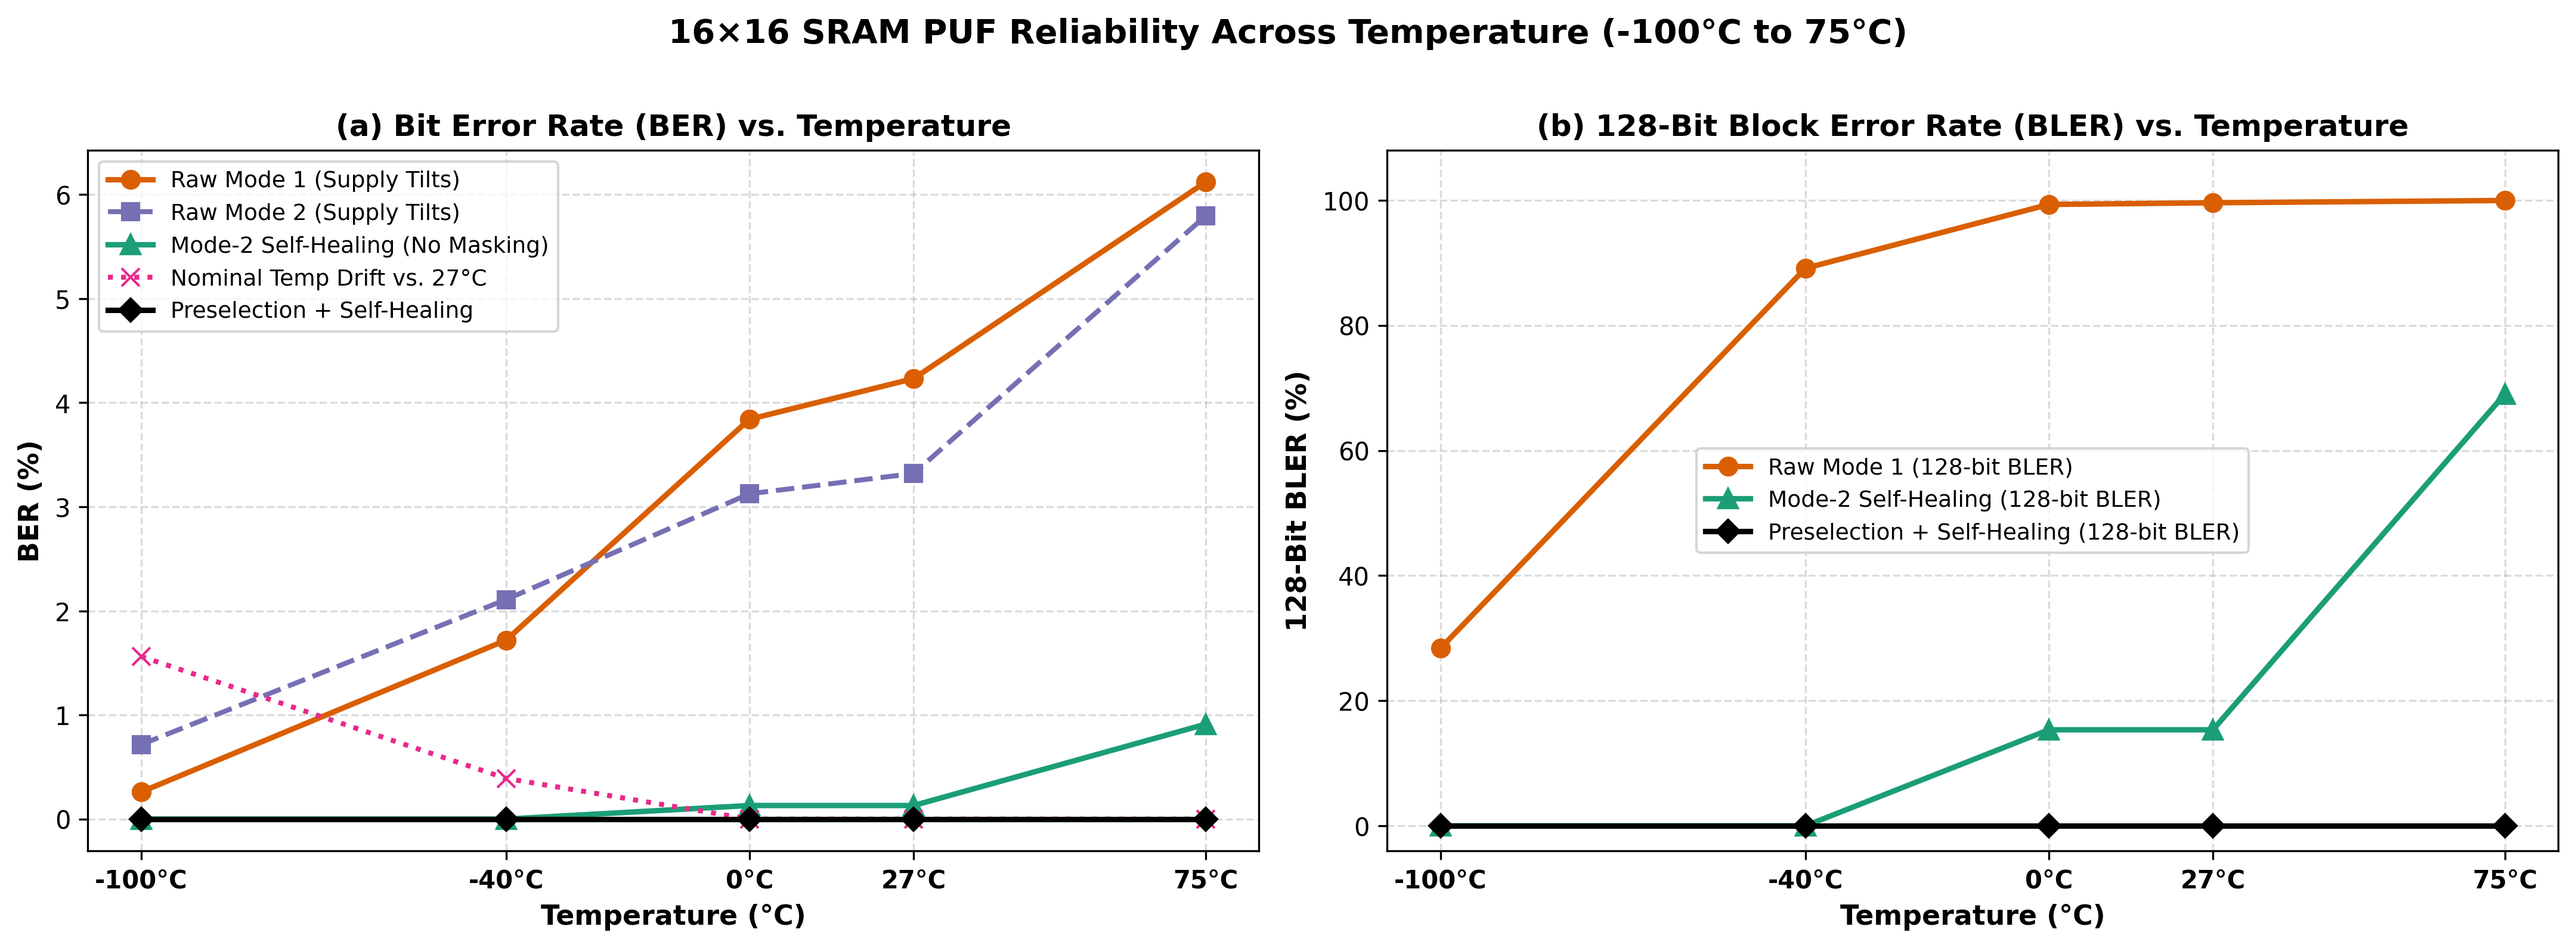 16×16 SRAM PUF Reliability Across Temperature (-100°C to 75°C)
(a) Bit Error Rate (BER) vs. Temperature
Raw Mode 1 (Supply Tilts)
Raw Mode 2 (Supply Tilts)
Mode-2 Self-Healing (No Masking)
Nominal Temp Drift vs. 27°C
Preselection + Self-Healing
BER (%)
6
5
4
3
2
1
0
-100°C
-40°C
0°C
27°C
75°C
Temperature (°C)
(b) 128-Bit Block Error Rate (BLER) vs. Temperature
Raw Mode 1 (128-bit BLER)
Mode-2 Self-Healing (128-bit BLER)
Preselection + Self-Healing (128-bit BLER)
128-Bit BLER (%)
100
80
60
40
20
0
-100°C
-40°C
0°C
27°C
75°C
Temperature (°C)